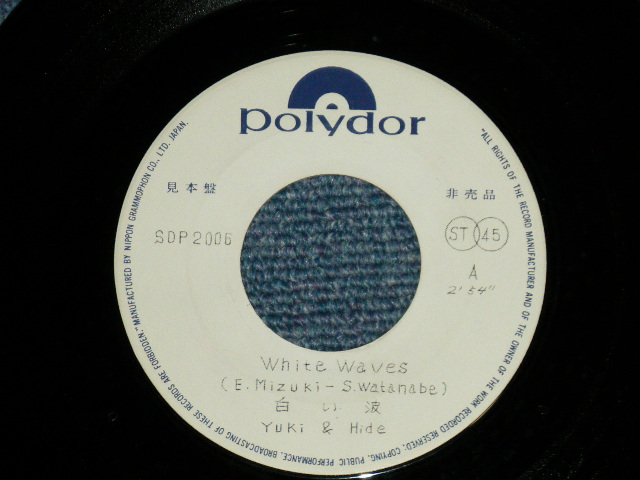 polydor
見本盤
非売品
SDP2006
ST 45
A
2'54"
White Waves
(E. Mizuki - S. Watanabe)
白い波
Yuki & Hide
"ALL RIGHTS OF THE RECORD MANUFACTURER AND OF THE OWNER OF THE WORK RECORDED RESERVED. COPYING, PUBLIC PERFORMANCE, BROADCASTING OF THESE RECORDS ARE FORBIDDEN." MANUFACTURED BY NIPPON GRAMMOPHON CO., LTD. JAPAN.